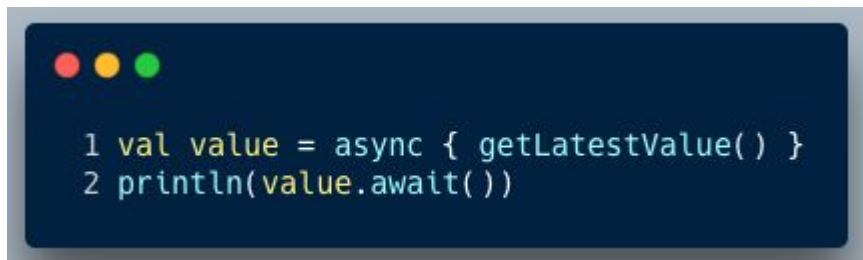 1 val value = async { getLatestValue() }
2 println(value.await())